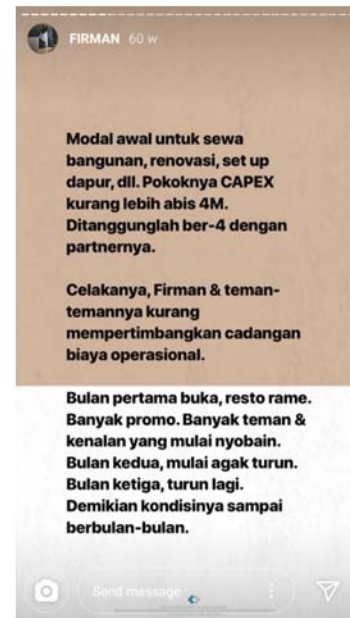 FIRMAN 60 w
Modal awal untuk sewa
bangunan, renovasi, set up
dapur, dll. Pokoknya CAPEX
kurang lebih abis 4M.
Ditanggunglah ber-4 dengan
partnernya.
Celakanya, Firman & teman-
temannya kurang
mempertimbangkan cadangan
biaya operasional.
Bulan pertama buka, resto rame.
Banyak promo. Banyak teman &
kenalan yang mulai nyobain.
Bulan kedua, mulai agak turun.
Bulan ketiga, turun lagi.
Demikian kondisinya sampai
berbulan-bulan.
Send message